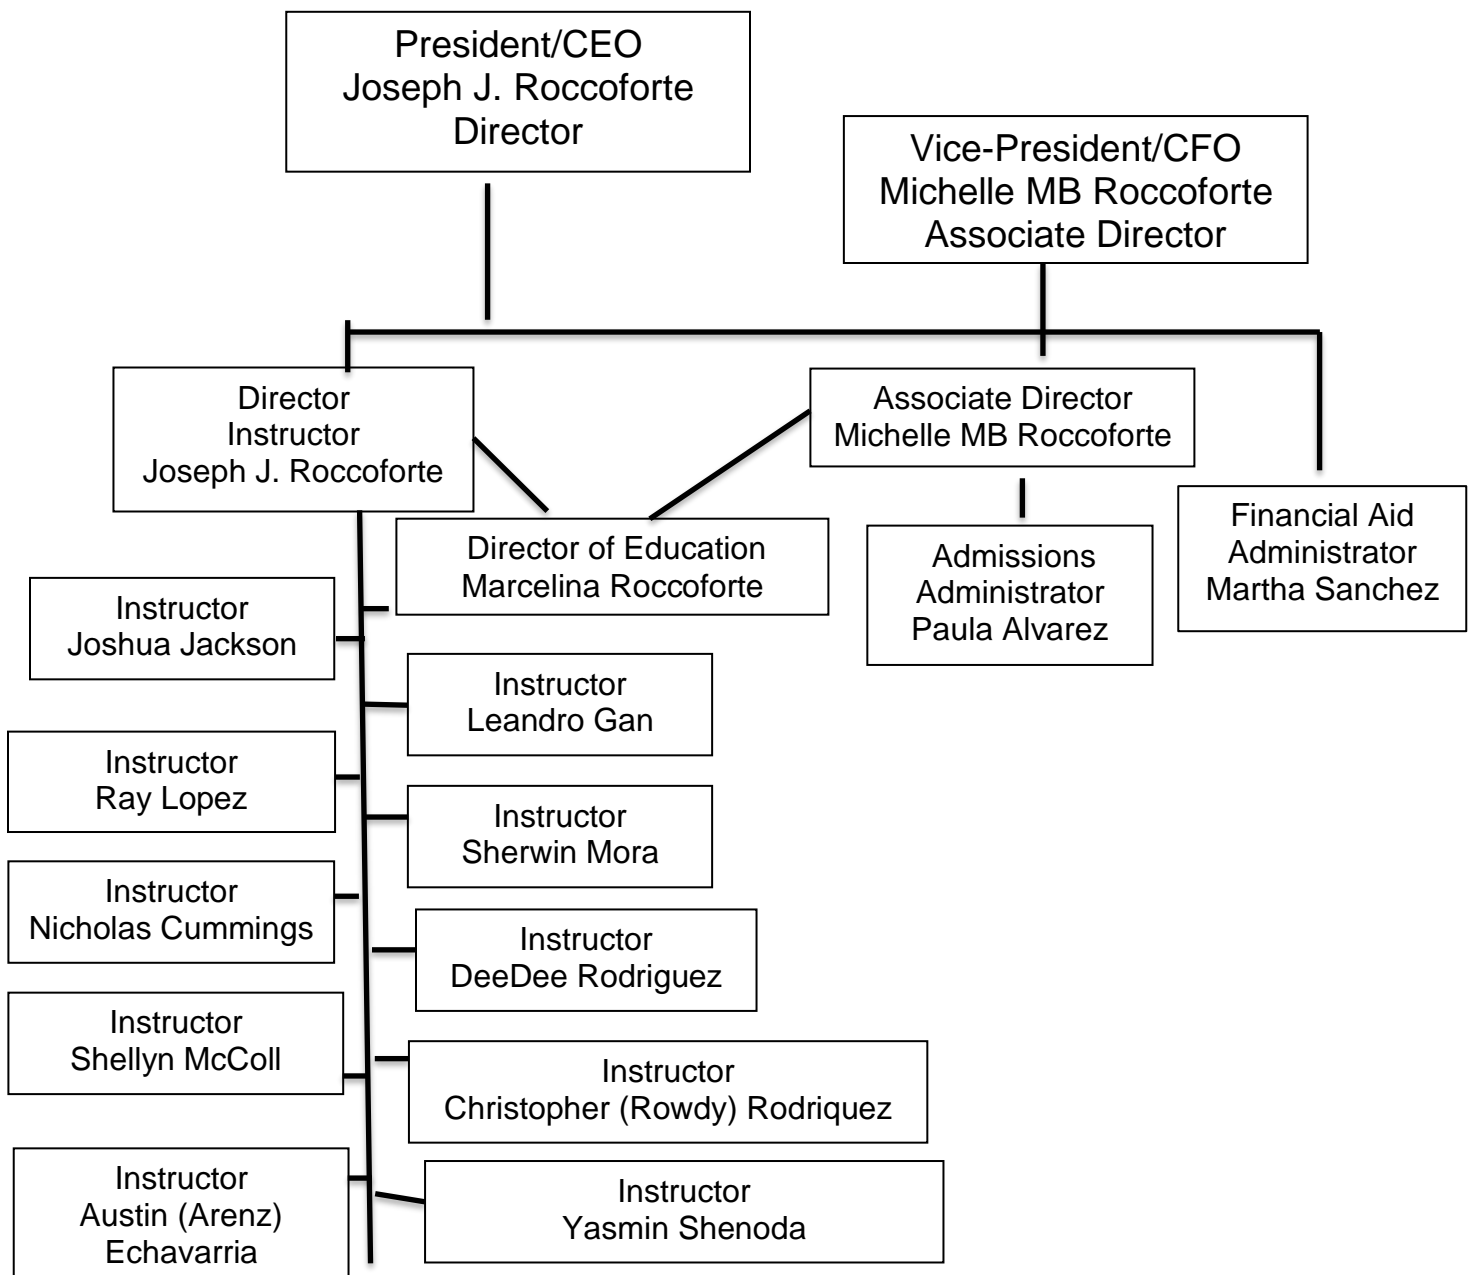 President/CEO
Joseph J. Roccoforte
Director
Vice-President/CFO
Michelle MB Roccoforte
Associate Director
Director
Instructor
Joseph J. Roccoforte
Associate Director
Michelle MB Roccoforte
Director of Education
Marcelina Roccoforte
Admissions
Administrator
Paula Alvarez
Financial Aid
Administrator
Martha Sanchez
Instructor
Joshua Jackson
Instructor
Leandro Gan
Instructor
Ray Lopez
Instructor
Sherwin Mora
Instructor
Nicholas Cummings
Instructor
DeeDee Rodriguez
Instructor
Shellyn McColl
Instructor
Christopher (Rowdy) Rodriquez
Instructor
Austin (Arenz)
Echavarria
Instructor
Yasmin Shenoda